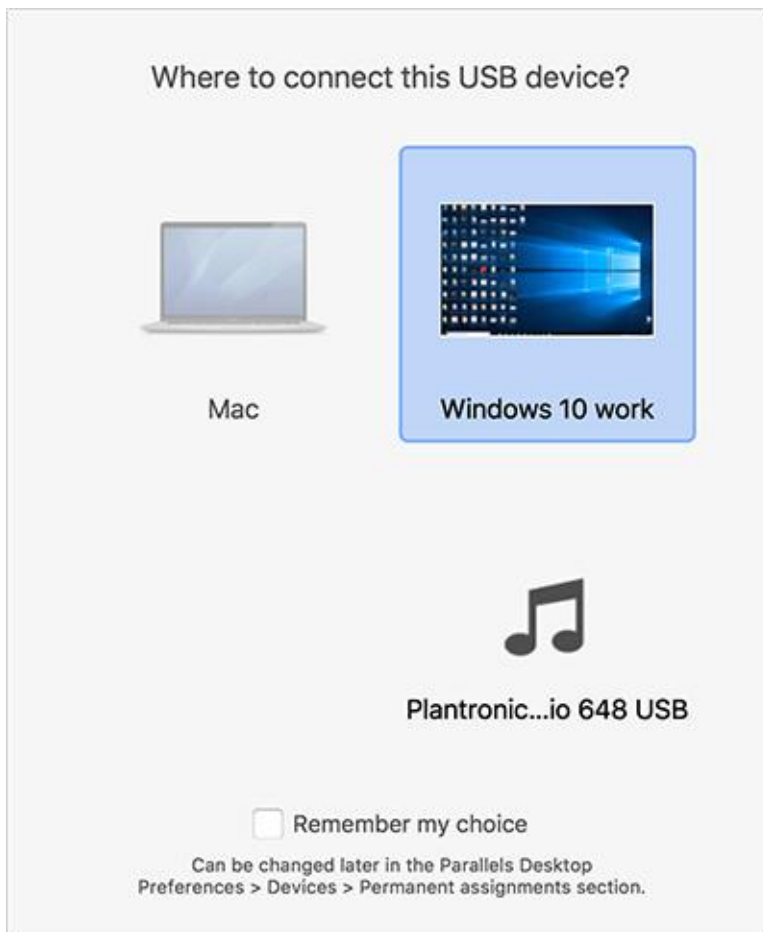 Where to connect this USB device?
Mac
Windows 10 work
Plantronic...io 648 USB
Remember my choice
Can be changed later in the Parallels Desktop
Preferences > Devices > Permanent assignments section.